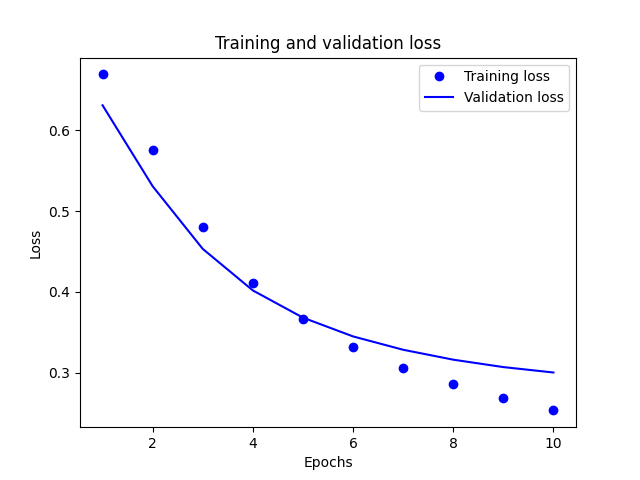 Training and validation loss
Training loss
Validation loss
0.6
0.5
0.4
0.3
Loss
2
4
6
8
10
Epochs